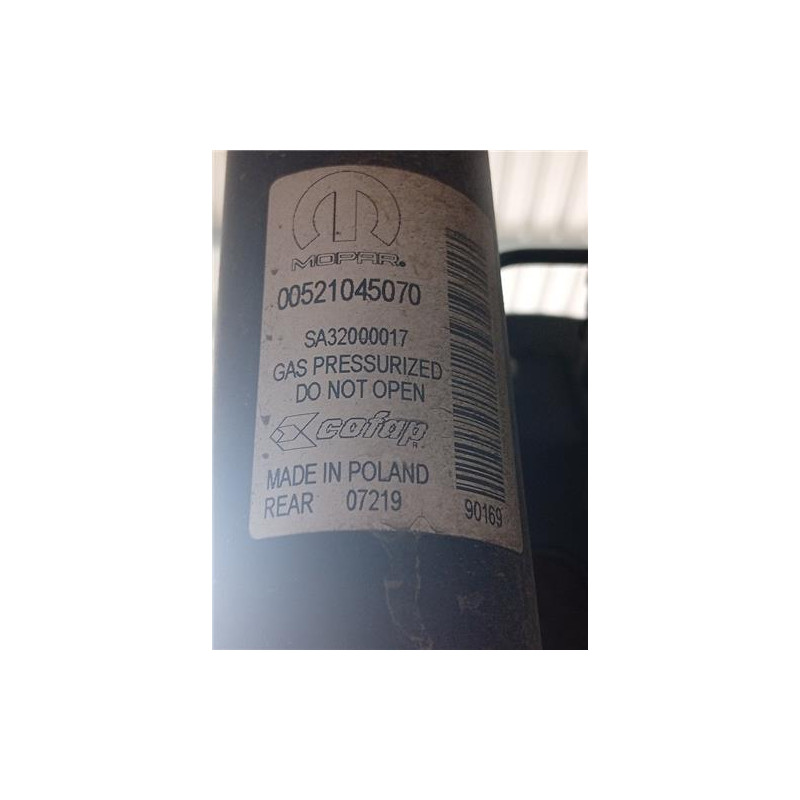 MOPAR®
00521045070
SA32000017
GAS PRESSURIZED
DO NOT OPEN
cofap®
MADE IN POLAND
REAR 07219
90169